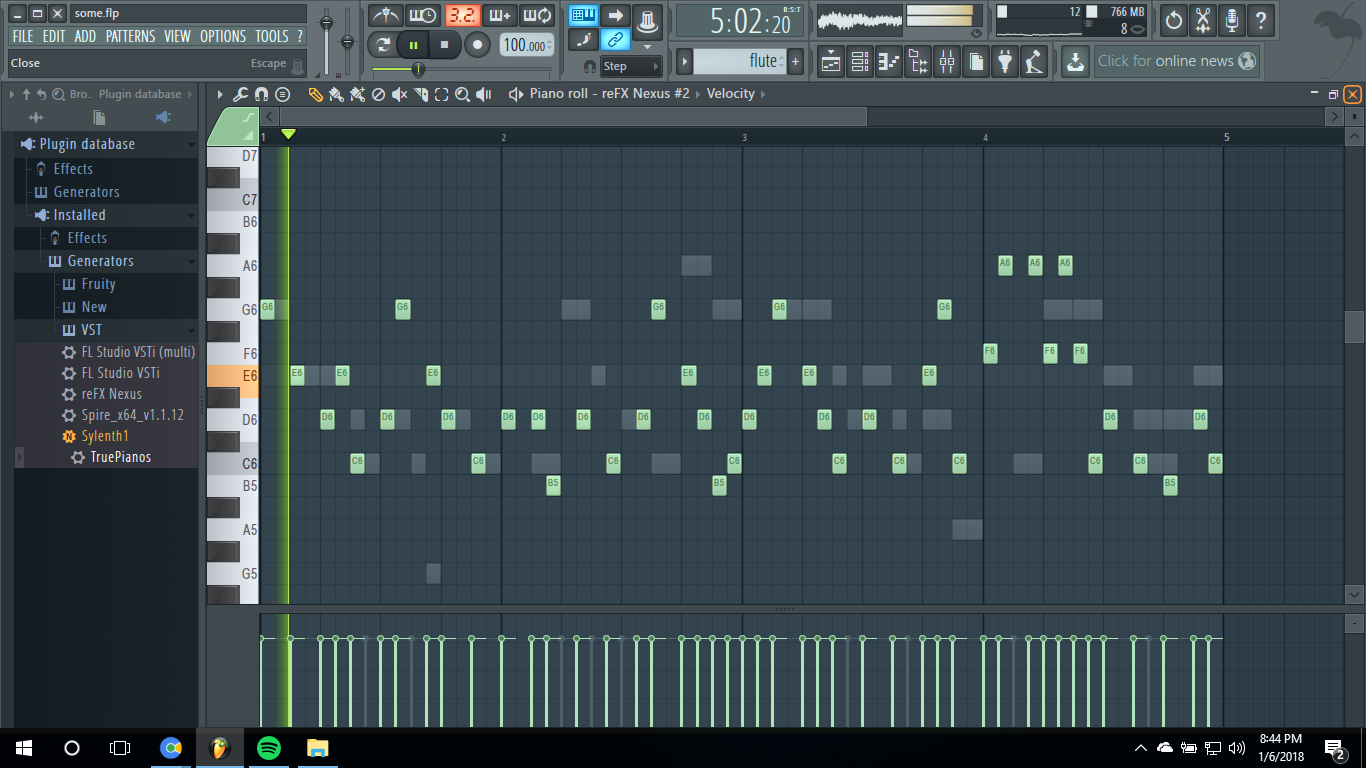 some.flp
FILE EDIT ADD PATTERNS VIEW OPTIONS TOOLS ?
Close Escape
3.2.
100.000
5:02:20
B:S:T
Step
flute
+
12 766 MB
8
?
Click for online news
Bro.. Plugin database
Piano roll - reFX Nexus #2 Velocity
Plugin database
Effects
Generators
Installed
Effects
Generators
Fruity
New
VST
FL Studio VSTi (multi)
FL Studio VSTi
reFX Nexus
Spire_x64_v1.1.12
Sylenth1
TruePianos
1 2 3 4 5
D7
C7
B6
A6 A6 A6 A6
G6 G6 G6 G6 G6 G6
F6 F6 F6 F6
E6 E6 E6 E6 E6 E6 E6 E6
D6 D6 D6 D6 D6 D6 D6 D6 D6 D6 D6 D6 D6 D6
C6 C6 C6 C6 C6 C6 C6 C6 C6 C6 C6
B5 B5 B5 B5
A5
G5
8:44 PM
1/6/2018
2